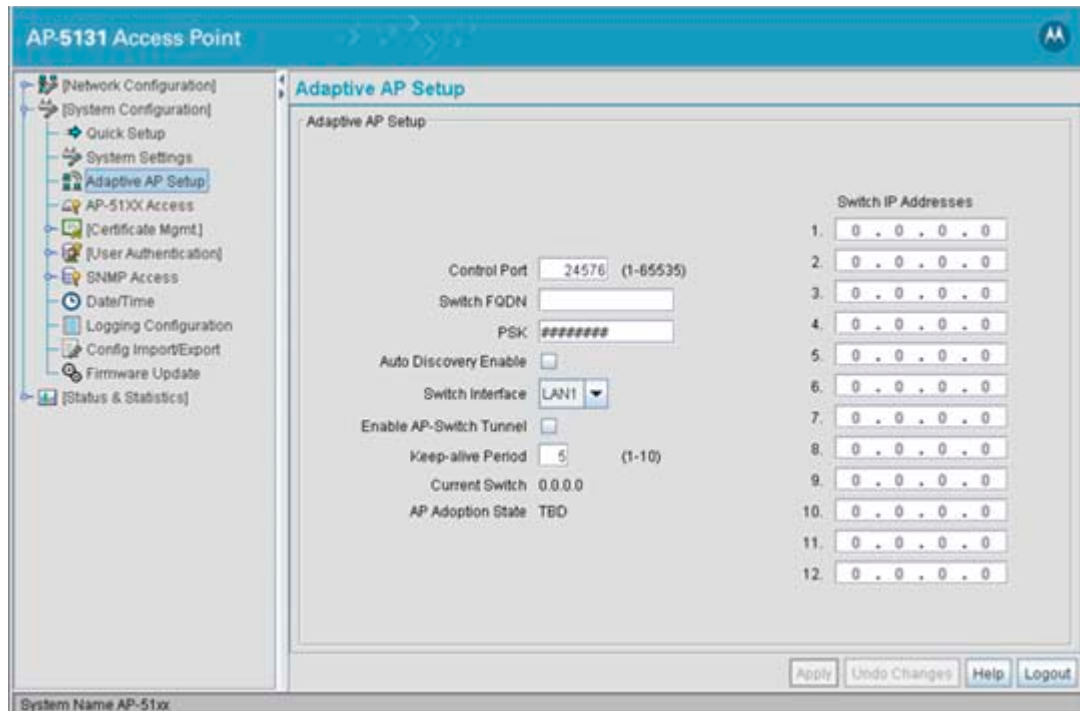 AP-5131 Access Point
[Network Configuration]
[System Configuration]
Quick Setup
System Settings
Adaptive AP Setup
AP-51XX Access
[Certificate Mgmt.]
[User Authentication]
SNMP Access
Date/Time
Logging Configuration
Config Import/Export
Firmware Update
[Status & Statistics]
Adaptive AP Setup
Adaptive AP Setup
Control Port 24576 (1-65535)
Switch FQDN
PSK ########
Auto Discovery Enable
Switch Interface LAN1
Enable AP-Switch Tunnel
Keep-alive Period 5 (1-10)
Current Switch 0.0.0.0
AP Adoption State TBD
Switch IP Addresses
1. 0 . 0 . 0 . 0
2. 0 . 0 . 0 . 0
3. 0 . 0 . 0 . 0
4. 0 . 0 . 0 . 0
5. 0 . 0 . 0 . 0
6. 0 . 0 . 0 . 0
7. 0 . 0 . 0 . 0
8. 0 . 0 . 0 . 0
9. 0 . 0 . 0 . 0
10. 0 . 0 . 0 . 0
11. 0 . 0 . 0 . 0
12. 0 . 0 . 0 . 0
Apply Undo Changes Help Logout
System Name AP-51xx